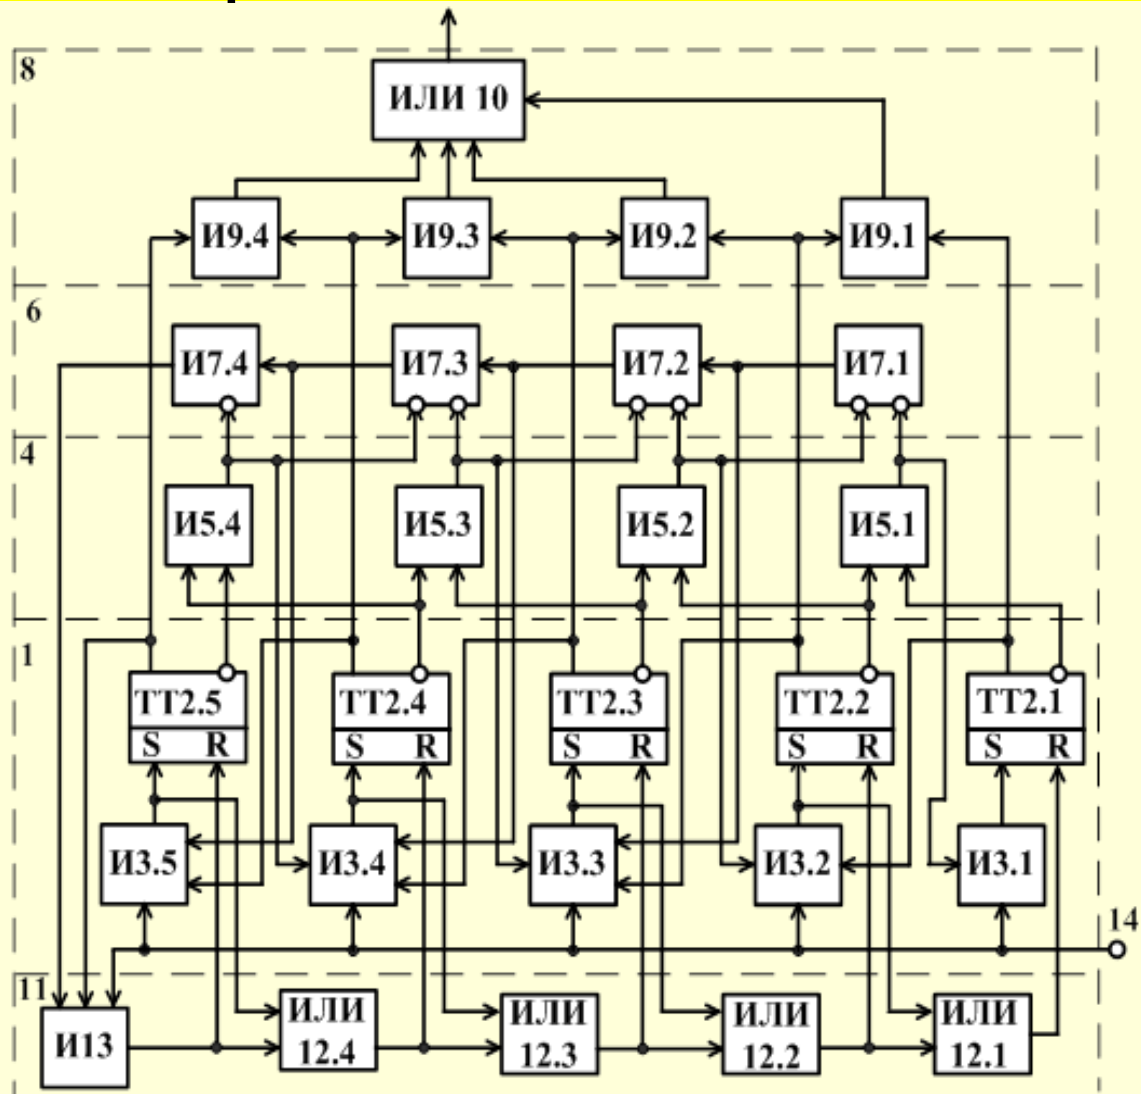 8
ИЛИ 10
И9.4 И9.3 И9.2 И9.1
6
И7.4 И7.3 И7.2 И7.1
4
И5.4 И5.3 И5.2 И5.1
1
ТТ2.5 ТТ2.4 ТТ2.3 ТТ2.2 ТТ2.1
S R S R S R S R S R
И3.5 И3.4 И3.3 И3.2 И3.1
14
11
ИЛИ ИЛИ ИЛИ ИЛИ
И13 12.4 12.3 12.2 12.1